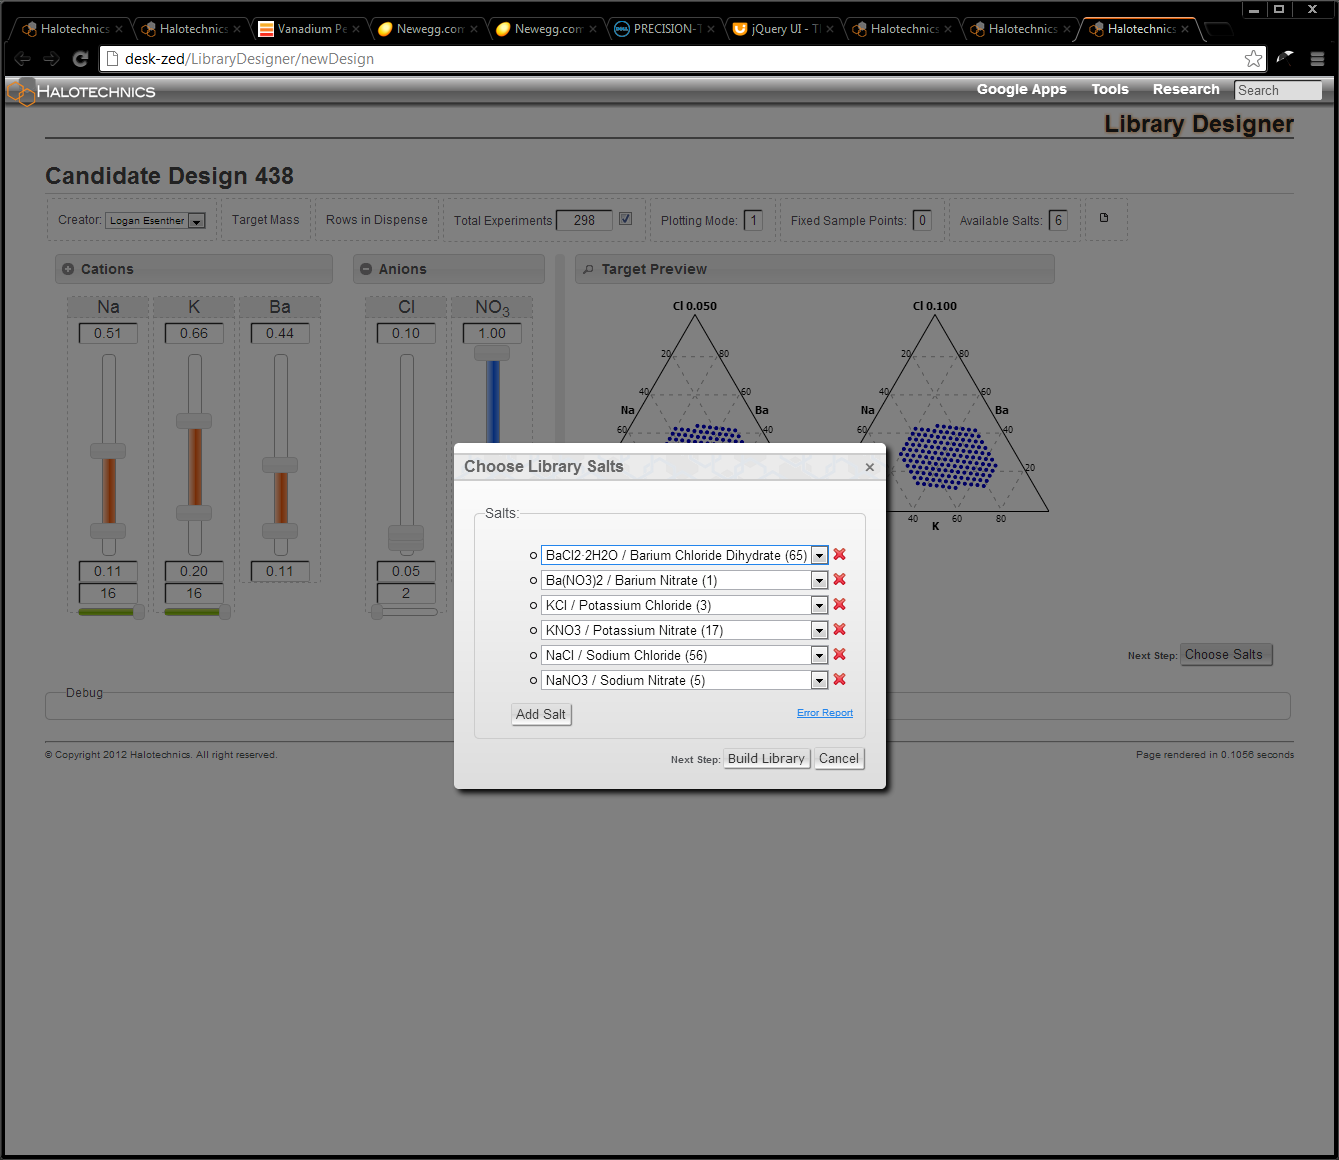 Halotechnics
Halotechnics
Vanadium Pe
Newegg.com
Newegg.com
PRECISION-T
jQuery UI - Th
Halotechnics
Halotechnics
Halotechnics
desk-zed/LibraryDesigner/newDesign
HALOTECHNICS
Google Apps Tools Research Search
Library Designer
Candidate Design 438
Creator: Logan Esenther Target Mass Rows in Dispense Total Experiments 298 Plotting Mode: 1 Fixed Sample Points: 0 Available Salts: 6
Cations Anions Target Preview
Na K Ba Cl NO3
0.51 0.66 0.44 0.10 1.00
0.11 0.20 0.11 0.05
16 16 2
Cl 0.050
20 80
40 60
Na Ba
60 40
Cl 0.100
20 80
40 60
Na Ba
60 40
20
40 60 80
K
Choose Library Salts
Salts:
BaCl2·2H2O / Barium Chloride Dihydrate (65)
Ba(NO3)2 / Barium Nitrate (1)
KCl / Potassium Chloride (3)
KNO3 / Potassium Nitrate (17)
NaCl / Sodium Chloride (56)
NaNO3 / Sodium Nitrate (5)
Add Salt Error Report
Next Step: Build Library Cancel
Next Step: Choose Salts
Debug
© Copyright 2012 Halotechnics. All right reserved.
Page rendered in 0.1056 seconds